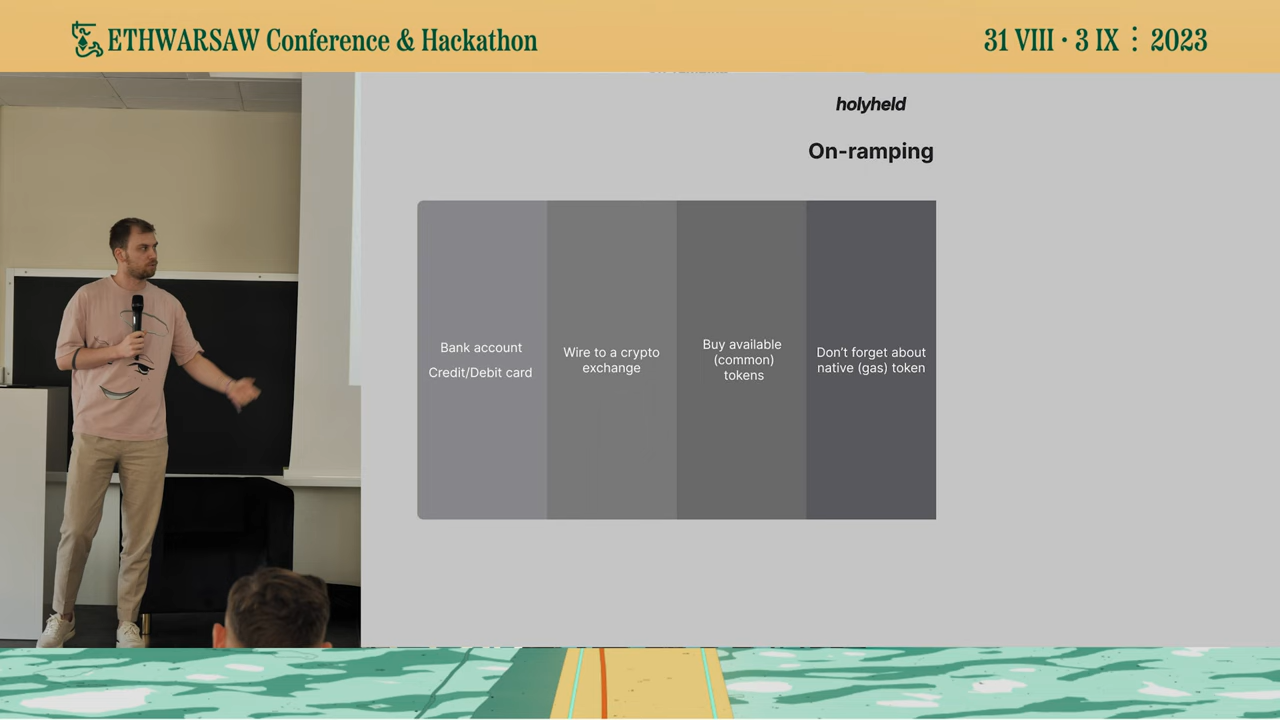 ETHWARSAW Conference & Hackathon
31 VIII · 3 IX ⋮ 2023
holyheld
On-ramping
Bank account
Credit/Debit card
Wire to a crypto
exchange
Buy available
(common)
tokens
Don't forget about
native (gas) token